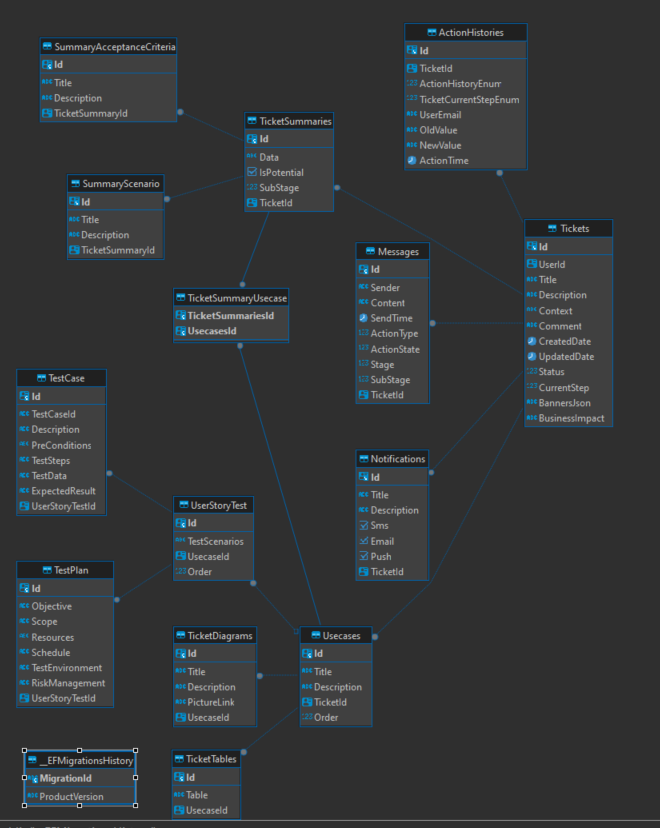 SummaryAcceptanceCriteria
Id
Title
Description
TicketSummaryId
ActionHistories
Id
TicketId
ActionHistoryEnum
TicketCurrentStepEnum
UserEmail
OldValue
NewValue
ActionTime
TicketSummaries
Id
Data
IsPotential
SubStage
TicketId
SummaryScenario
Id
Title
Description
TicketSummaryId
Tickets
Id
UserId
Title
Description
Context
Comment
CreatedDate
UpdatedDate
Status
CurrentStep
BannersJson
BusinessImpact
Messages
Id
Sender
Content
SendTime
ActionType
ActionState
Stage
SubStage
TicketId
TicketSummaryUsecase
TicketSummariesId
UsecasesId
TestCase
Id
TestCaseId
Description
PreConditions
TestSteps
TestData
ExpectedResult
UserStoryTestId
Notifications
Id
Title
Description
Sms
Email
Push
TicketId
UserStoryTest
Id
TestScenarios
UsecaseId
Order
TestPlan
Id
Objective
Scope
Resources
Schedule
TestEnvironment
RiskManagement
UserStoryTestId
TicketDiagrams
Id
Title
Description
PictureLink
UsecaseId
Usecases
Id
Title
Description
TicketId
Order
__EFMigrationsHistory
MigrationId
ProductVersion
TicketTables
Id
Table
UsecaseId